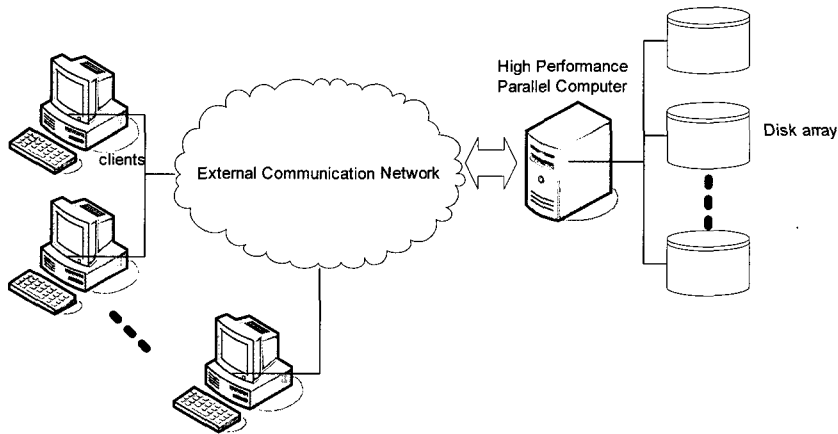 High Performance
Parallel Computer
Disk array
clients
External Communication Network